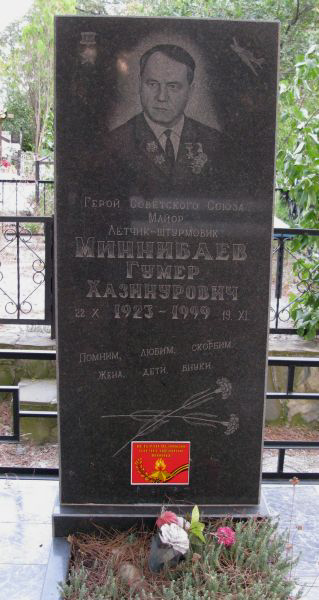 Герой Советского Союза
Майор
Летчик-штурмовик
Миннибаев
Гумер
Хазинурович
22.X. 1923-1999 19.XI.
Помним, любим, скорбим.
Жена, дети, внуки.